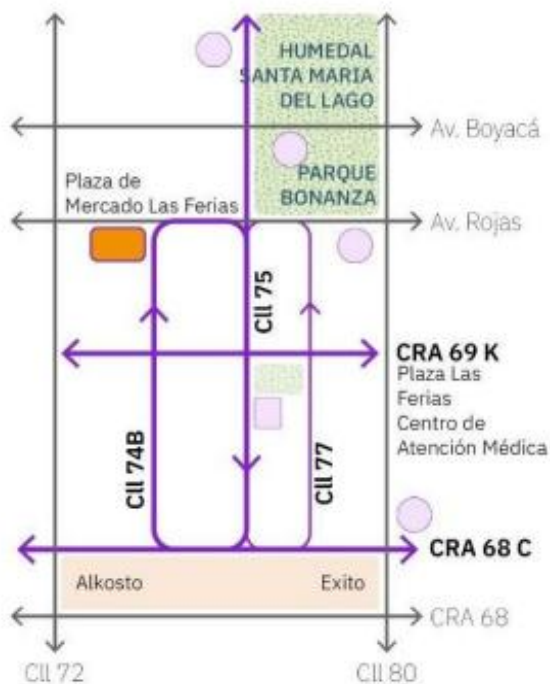 HUMEDAL
SANTA MARIA
DEL LAGO
Av. Boyacá
Plaza de
Mercado Las Ferias
PARQUE
BONANZA
Av. Rojas
Cll 75
CRA 69 K
Plaza Las
Ferias
Centro de
Atención Médica
Cll 74B
Cll 77
CRA 68 C
Alkosto
Exito
CRA 68
Cll 72
Cll 80